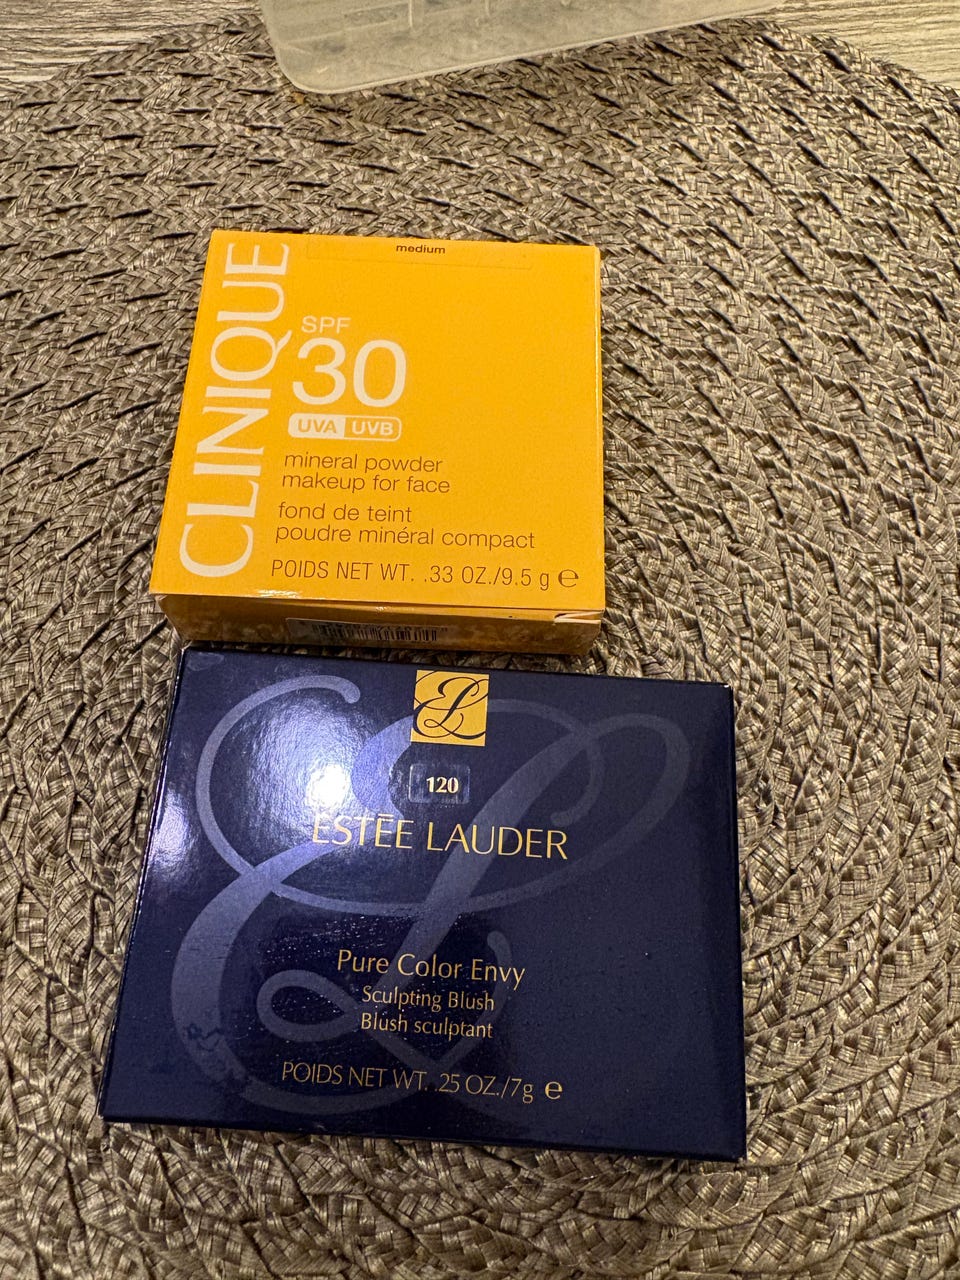 medium
CLINIQUE
SPF
30
UVA UVB
mineral powder
makeup for face
fond de teint
poudre minéral compact
POIDS NET WT. .33 OZ./9.5 g e
120
ESTĒE LAUDER
Pure Color Envy
Sculpting Blush
Blush sculptant
POIDS NET WT. .25 OZ./7g e